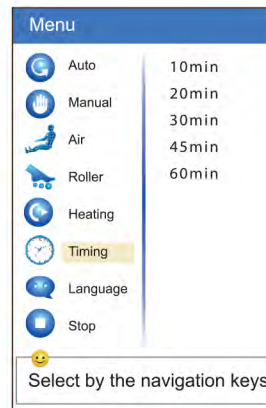 Menu
Auto
Manual
Air
Roller
Heating
Timing
Language
Stop
10min
20min
30min
45min
60min
Select by the navigation keys